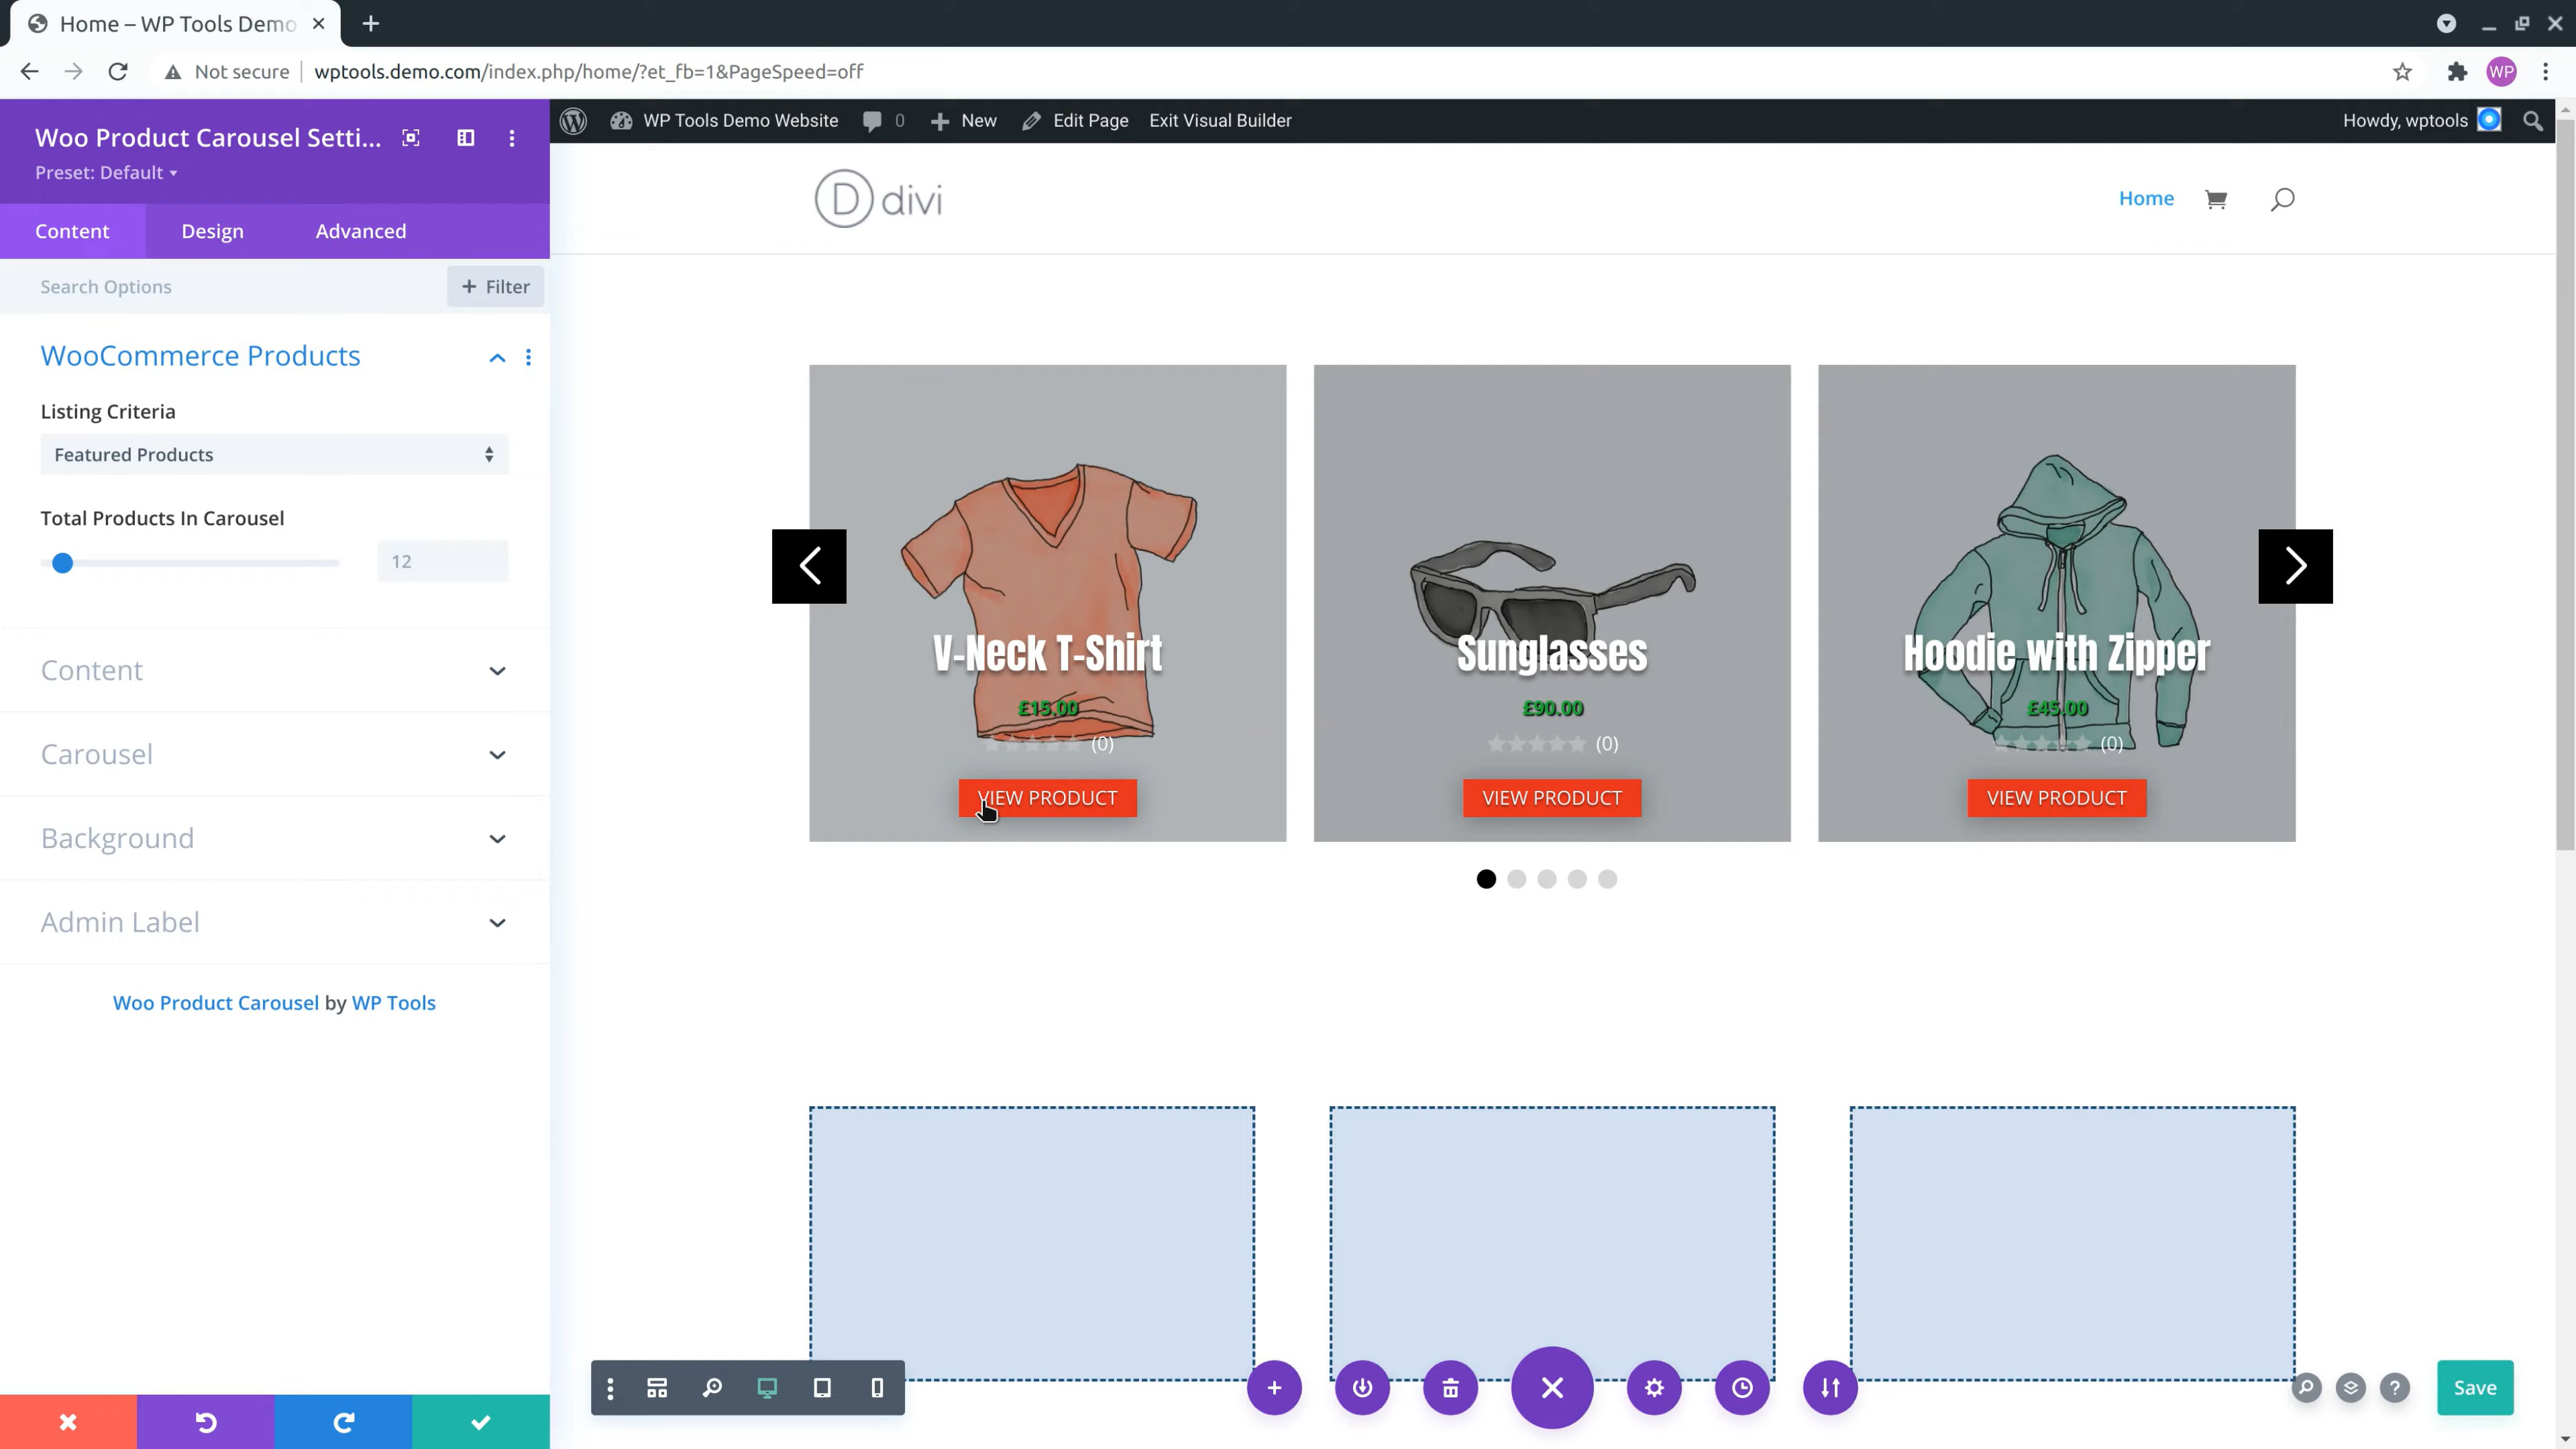 Home – WP Tools Demo
Not secure
wptools.demo.com/index.php/home/?et_fb=1&PageSpeed=off
WP
Woo Product Carousel Setti...
Preset: Default
Content
Design
Advanced
Search Options
+ Filter
WooCommerce Products
Listing Criteria
Featured Products
Total Products In Carousel
12
Content
Carousel
Background
Admin Label
Woo Product Carousel by WP Tools
WP Tools Demo Website
0
New
Edit Page
Exit Visual Builder
Howdy, wptools
D divi
Home
V-Neck T-Shirt
£15.00
(0)
VIEW PRODUCT
Sunglasses
£90.00
(0)
VIEW PRODUCT
Hoodie with Zipper
£45.00
(0)
VIEW PRODUCT
?
Save